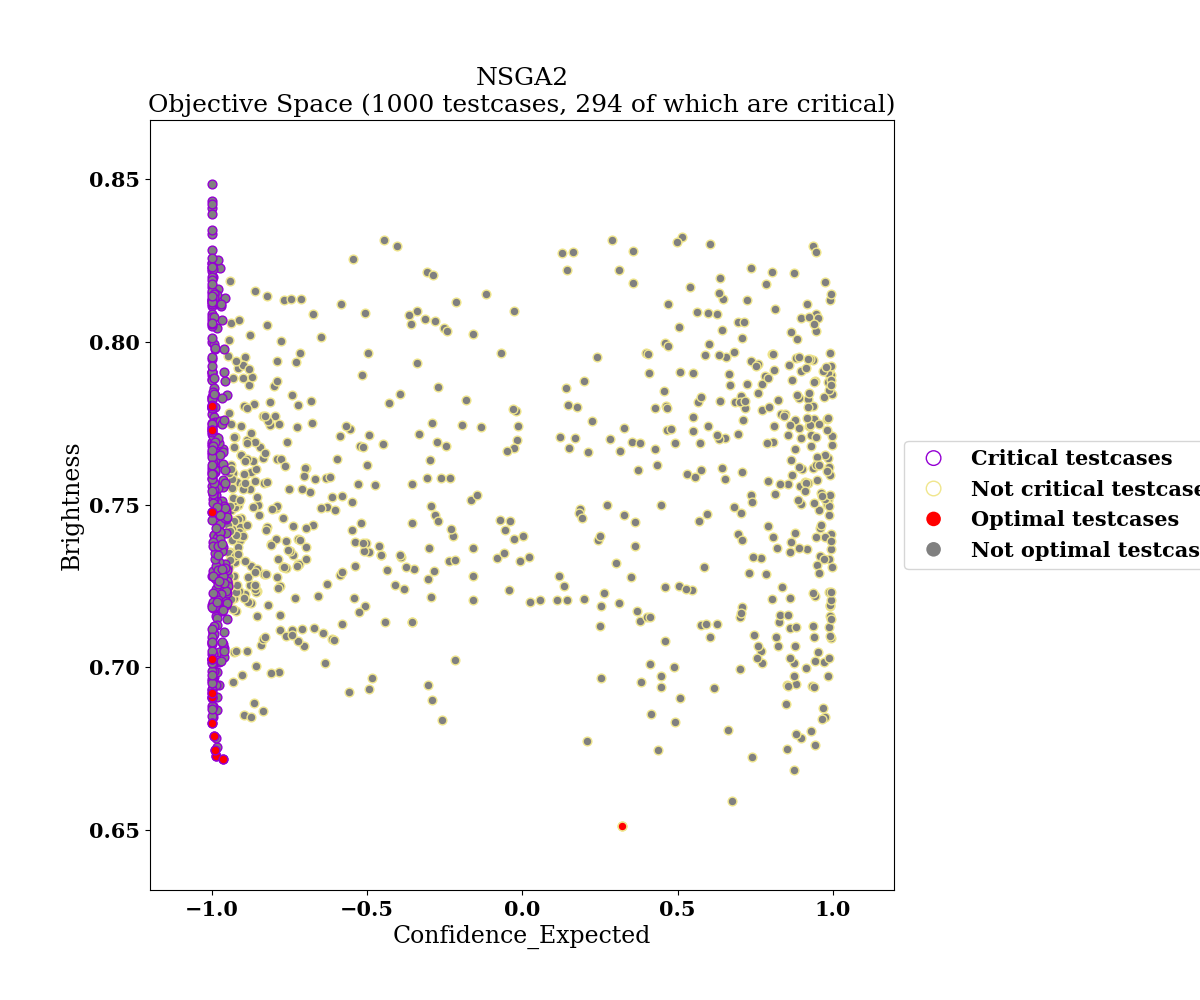 NSGA2
Objective Space (1000 testcases, 294 of which are critical)
0.85
0.80
0.75
0.70
0.65
Brightness
−1.0
−0.5
0.0
0.5
1.0
Confidence_Expected
Critical testcases
Not critical testcase
Optimal testcases
Not optimal testcas